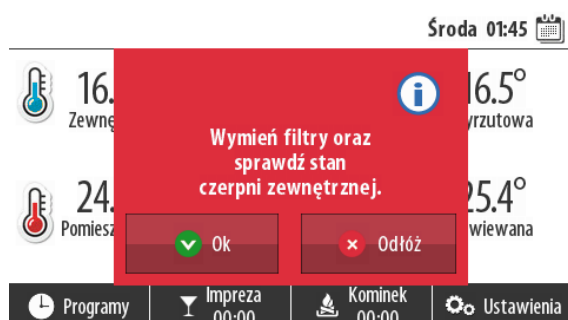 Środa 01:45
16.
16.5°
Zewnę
yrzutowa
Wymień filtry oraz
sprawdź stan
czerpni zewnętrznej.
24.
25.4°
Pomiesz
wiewana
Ok
Odłóż
Programy
Impreza
00:00
Kominek
00:00
Ustawienia